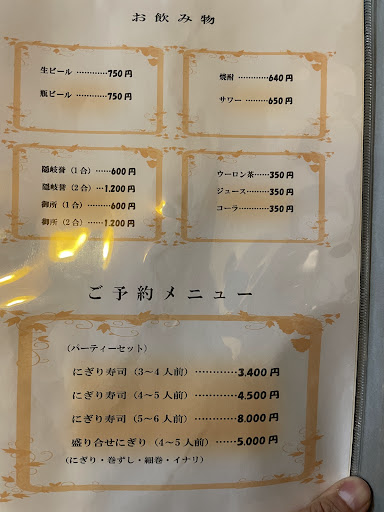 お飲み物
生ビール …………750円
瓶ビール …………750円
焼酎 …………640円
サワー …………650円
隠岐誉（1合）……600円
隠岐誉（2合）…1.200円
御所（1合）………600円
御所（2合）……1.200円
ウーロン茶………350円
ジュース…………350円
コーラ……………350円
ご予約メニュー
（パーティーセット）
にぎり寿司（3〜4人前）…………3.400円
にぎり寿司（4〜5人前）…………4.500円
にぎり寿司（5〜6人前）…………8.000円
盛り合せにぎり（4〜5人前）……5.000円
（にぎり・巻ずし・細巻・イナリ）